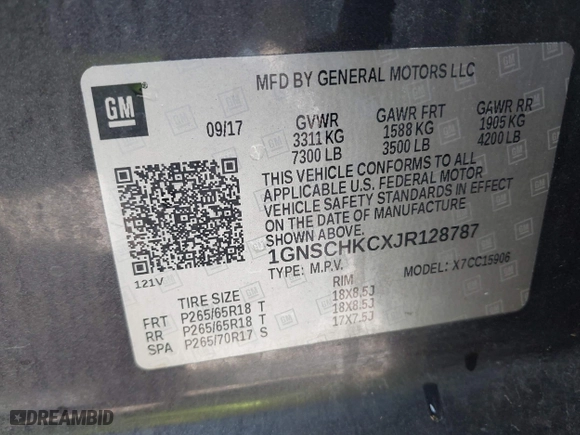 GM
MFD BY GENERAL MOTORS LLC
09/17
GVWR GAWR FRT GAWR RR
3311 KG 1588 KG 1905 KG
7300 LB 3500 LB 4200 LB
THIS VEHICLE CONFORMS TO ALL
APPLICABLE U.S. FEDERAL MOTOR
VEHICLE SAFETY STANDARDS IN EFFECT
ON THE DATE OF MANUFACTURE
SHOWN ABOVE.
1GNSCHKCXJR128787
TYPE: M.P.V. MODEL: X7CC15906
121V
TIRE SIZE RIM
FRT P265/65R18 T 18X8.5J
RR P265/65R18 T 18X8.5J
SPA P265/70R17 S 17X7.5J
DREAMBID